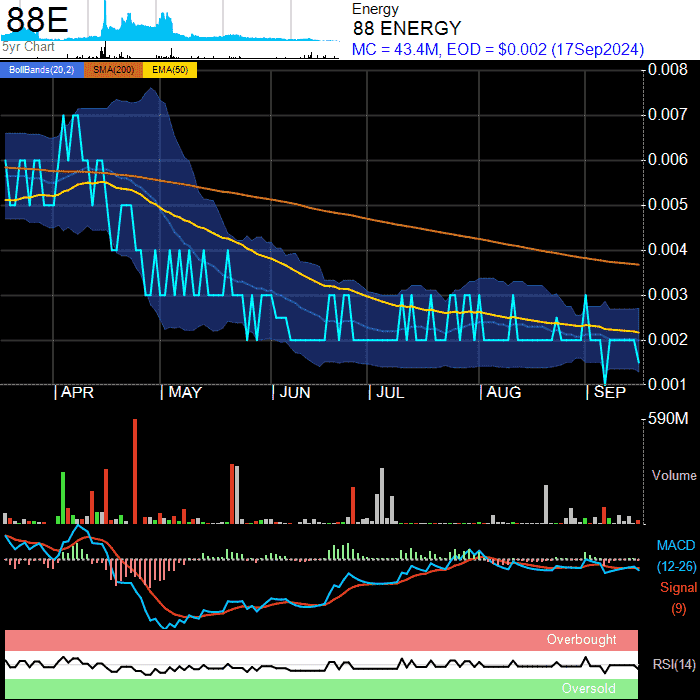 88E
5yr Chart
Energy
88 ENERGY
MC = 43.4M, EOD = $0.002 (17Sep2024)
BollBands(20,2) SMA(200) EMA(50)
0.008
0.007
0.006
0.005
0.004
0.003
0.002
0.001
APR MAY JUN JUL AUG SEP
590M
Volume
MACD
(12-26)
Signal
(9)
Overbought
RSI(14)
Oversold